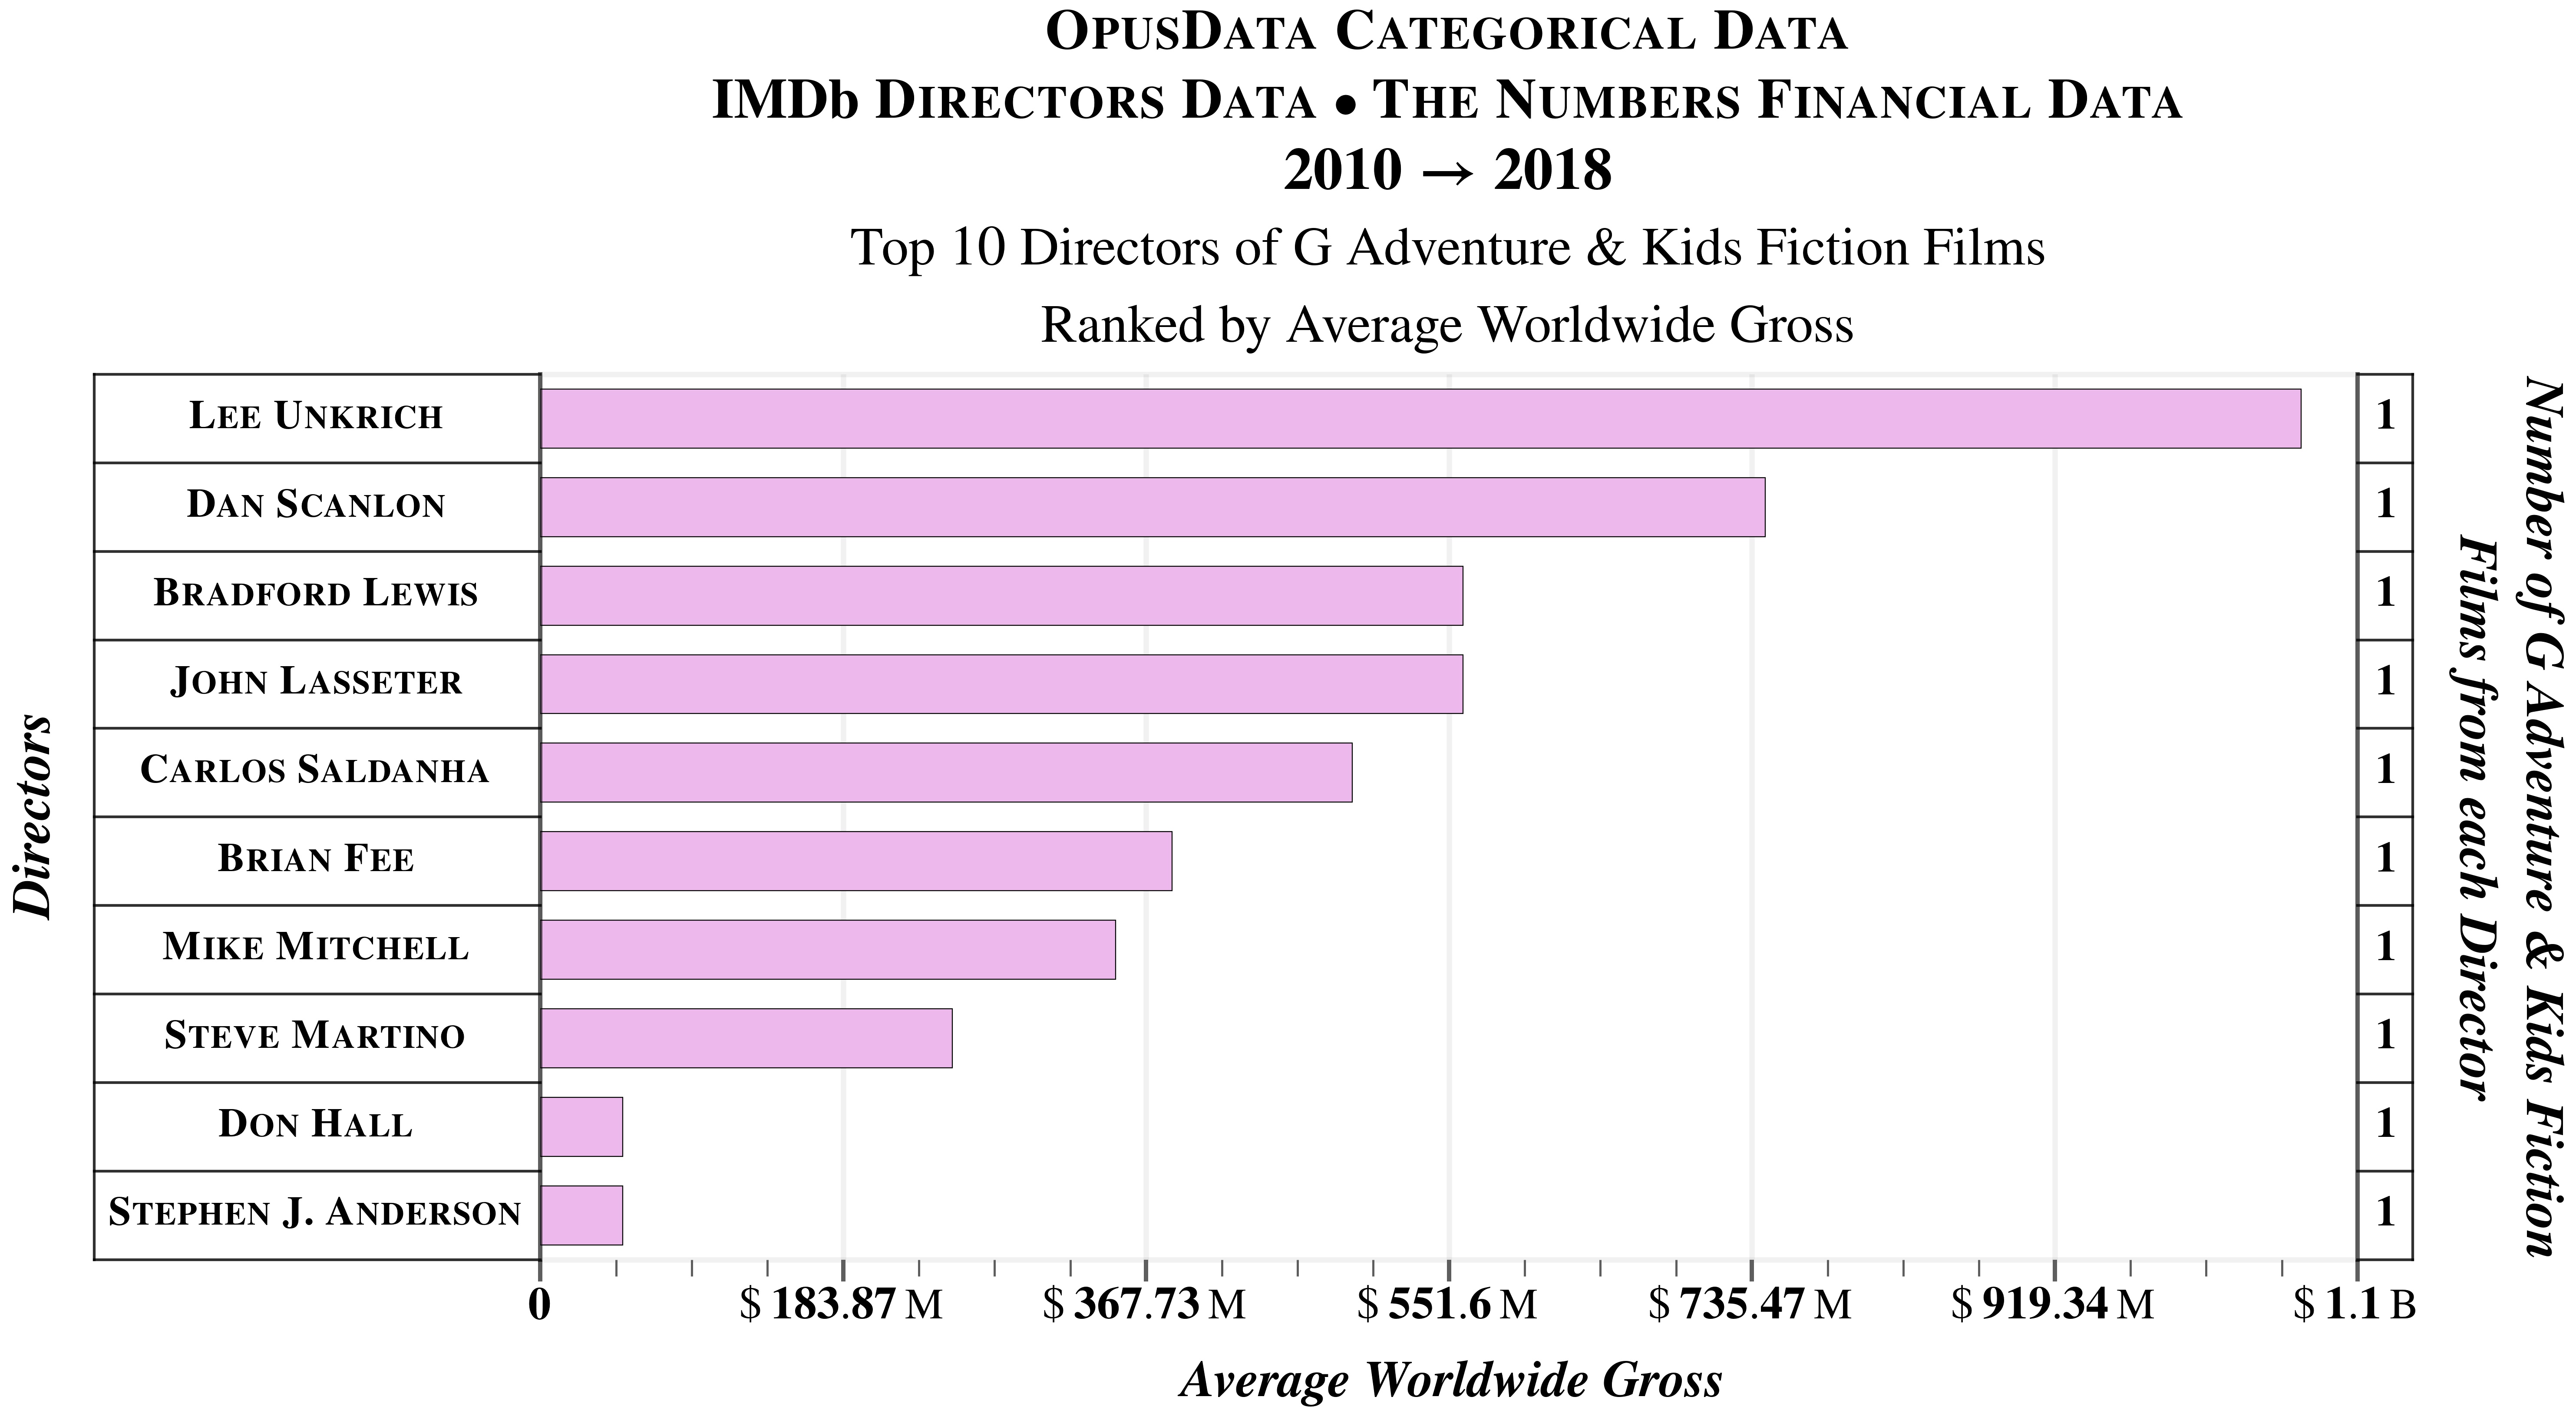 OPUSDATA CATEGORICAL DATA
IMDb DIRECTORS DATA • THE NUMBERS FINANCIAL DATA
2010 → 2018
Top 10 Directors of G Adventure & Kids Fiction Films
Ranked by Average Worldwide Gross
Directors
LEE UNKRICH 1
DAN SCANLON 1
BRADFORD LEWIS 1
JOHN LASSETER 1
CARLOS SALDANHA 1
BRIAN FEE 1
MIKE MITCHELL 1
STEVE MARTINO 1
DON HALL 1
STEPHEN J. ANDERSON 1
Number of G Adventure & Kids Fiction
Films from each Director
0 $ 183.87 M $ 367.73 M $ 551.6 M $ 735.47 M $ 919.34 M $ 1.1 B
Average Worldwide Gross